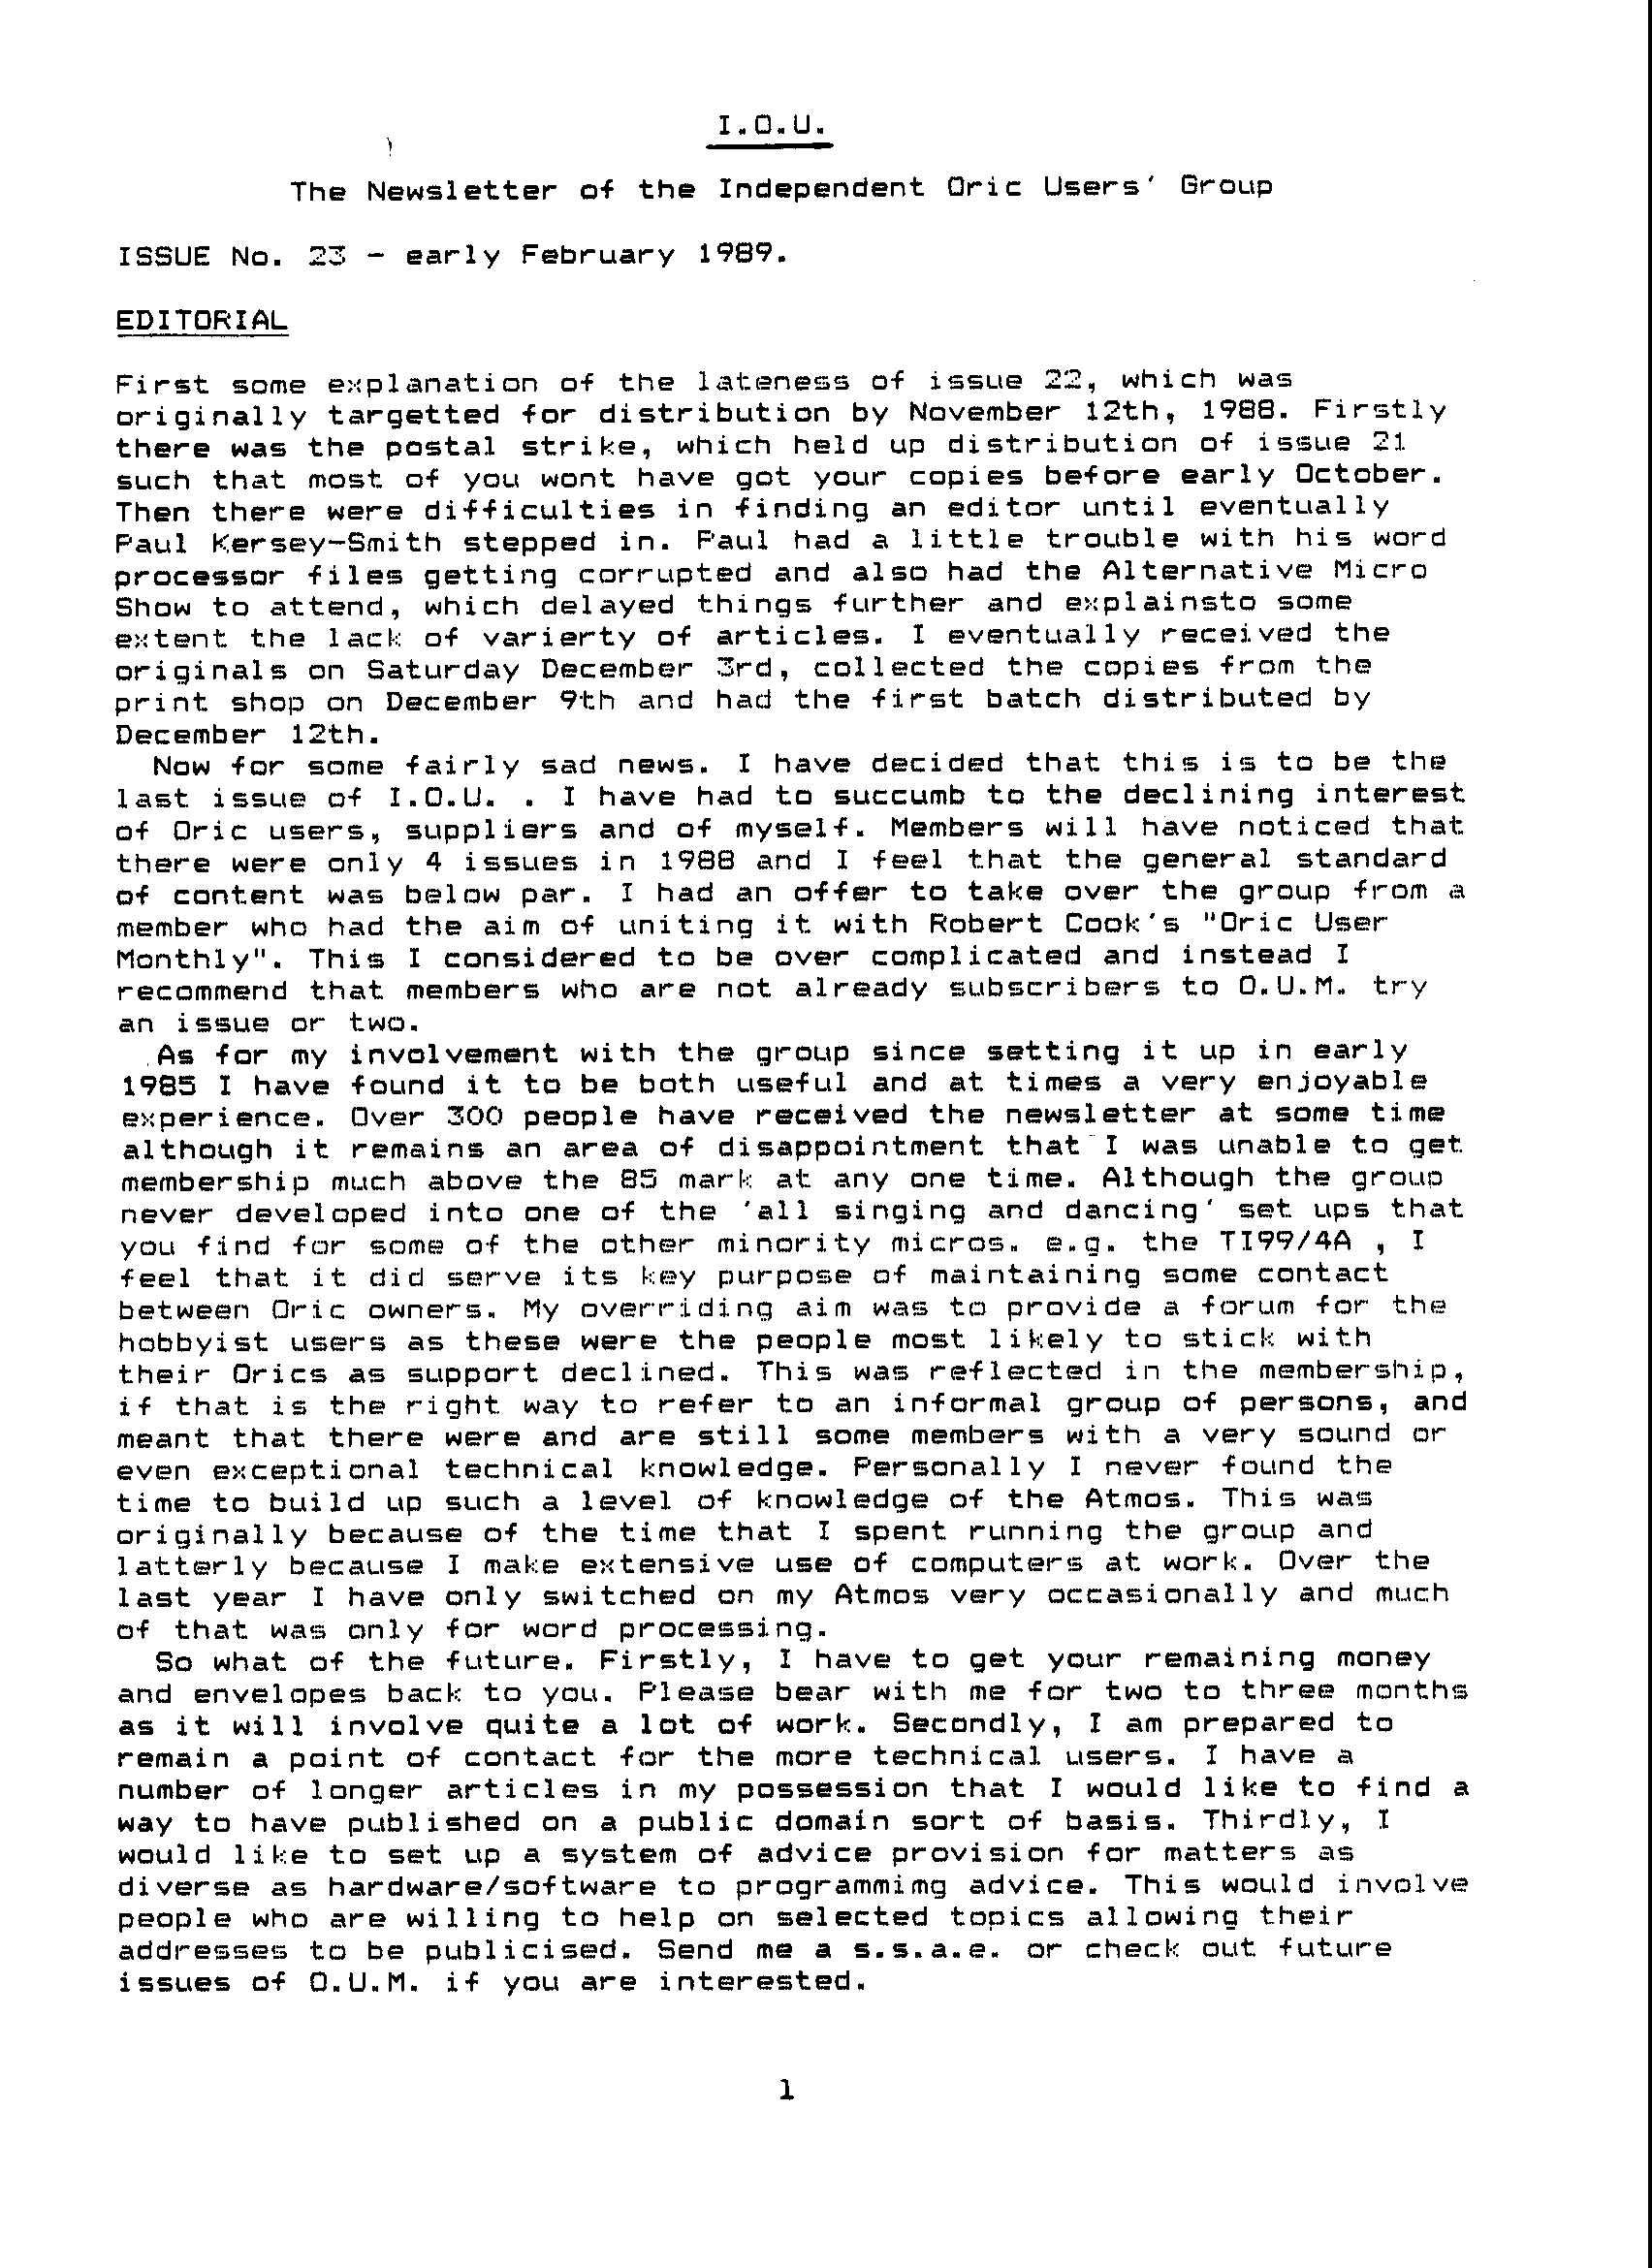 I.O.U.
The Newsletter of the Independent Oric Users' Group
ISSUE No. 23 - early February 1989.
EDITORIAL
First some explanation of the lateness of issue 22, which was
originally targetted for distribution by November 12th, 1988. Firstly
there was the postal strike, which held up distribution of issue 21
such that most of you wont have got your copies before early October.
Then there were difficulties in finding an editor until eventually
Paul Kersey-Smith stepped in. Paul had a little trouble with his word
processor files getting corrupted and also had the Alternative Micro
Show to attend, which delayed things further and explainsto some
extent the lack of varierty of articles. I eventually received the
originals on Saturday December 3rd, collected the copies from the
print shop on December 9th and had the first batch distributed by
December 12th.
Now for some fairly sad news. I have decided that this is to be the
last issue of I.O.U. . I have had to succumb to the declining interest
of Oric users, suppliers and of myself. Members will have noticed that
there were only 4 issues in 1988 and I feel that the general standard
of content was below par. I had an offer to take over the group from a
member who had the aim of uniting it with Robert Cook's "Oric User
Monthly". This I considered to be over complicated and instead I
recommend that members who are not already subscribers to O.U.M. try
an issue or two.
As for my involvement with the group since setting it up in early
1985 I have found it to be both useful and at times a very enjoyable
experience. Over 300 people have received the newsletter at some time
although it remains an area of disappointment that I was unable to get
membership much above the 85 mark at any one time. Although the group
never developed into one of the 'all singing and dancing' set ups that
you find for some of the other minority micros. e.g. the TI99/4A , I
feel that it did serve its key purpose of maintaining some contact
between Oric owners. My overriding aim was to provide a forum for the
hobbyist users as these were the people most likely to stick with
their Orics as support declined. This was reflected in the membership,
if that is the right way to refer to an informal group of persons, and
meant that there were and are still some members with a very sound or
even exceptional technical knowledge. Personally I never found the
time to build up such a level of knowledge of the Atmos. This was
originally because of the time that I spent running the group and
latterly because I make extensive use of computers at work. Over the
last year I have only switched on my Atmos very occasionally and much
of that was only for word processing.
So what of the future. Firstly, I have to get your remaining money
and envelopes back to you. Please bear with me for two to three months
as it will involve quite a lot of work. Secondly, I am prepared to
remain a point of contact for the more technical users. I have a
number of longer articles in my possession that I would like to find a
way to have published on a public domain sort of basis. Thirdly, I
would like to set up a system of advice provision for matters as
diverse as hardware/software to programmimg advice. This would involve
people who are willing to help on selected topics allowing their
addresses to be publicised. Send me a s.s.a.e. or check out future
issues of O.U.M. if you are interested.
1